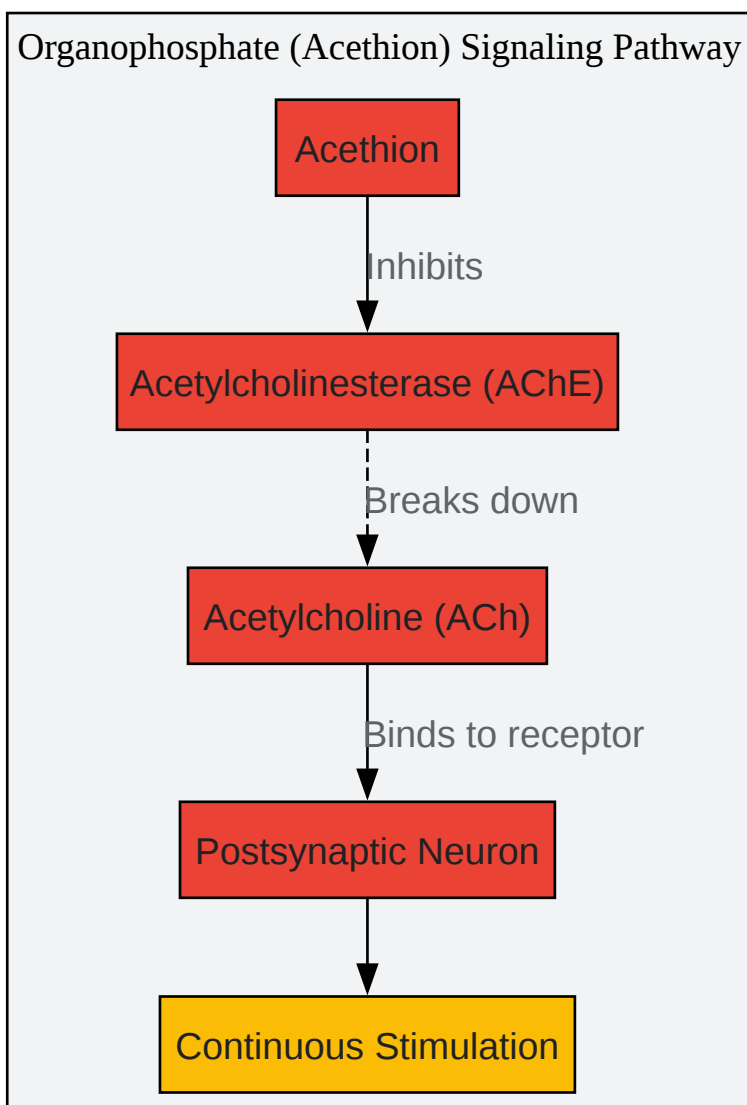 Organophosphate (Acethion) Signaling Pathway
Acethion
Inhibits
Acetylcholinesterase (AChE)
Breaks down
Acetylcholine (ACh)
Binds to receptor
Postsynaptic Neuron
Continuous Stimulation